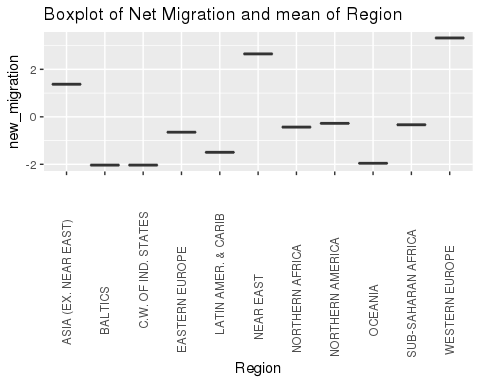 Boxplot of Net Migration and mean of Region
new_migration
2
0
-2
ASIA (EX. NEAR EAST)
BALTICS
C.W. OF IND. STATES
EASTERN EUROPE
LATIN AMER. & CARIB
NEAR EAST
NORTHERN AFRICA
NORTHERN AMERICA
OCEANIA
SUB-SAHARAN AFRICA
WESTERN EUROPE
Region